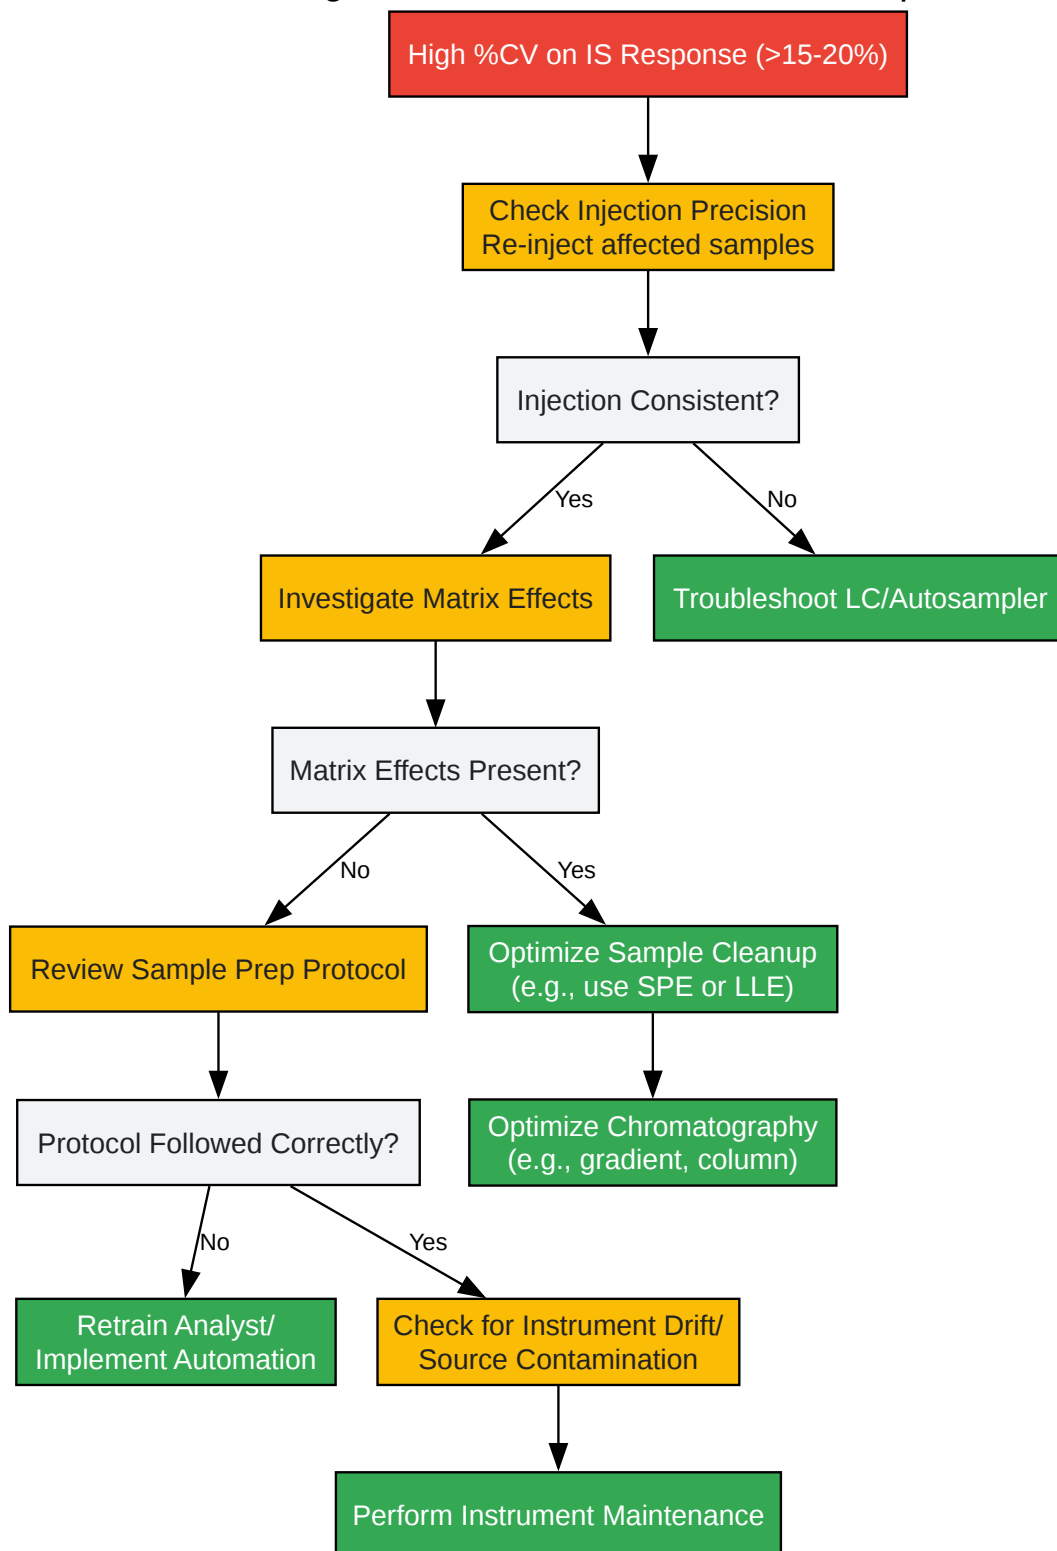 High %CV on IS Response (>15-20%)
Check Injection Precision
Re-inject affected samples
Injection Consistent?
Yes
No
Investigate Matrix Effects
Troubleshoot LC/Autosampler
Matrix Effects Present?
No
Yes
Review Sample Prep Protocol
Optimize Sample Cleanup
(e.g., use SPE or LLE)
Protocol Followed Correctly?
Optimize Chromatography
(e.g., gradient, column)
No
Yes
Retrain Analyst/
Implement Automation
Check for Instrument Drift/
Source Contamination
Perform Instrument Maintenance